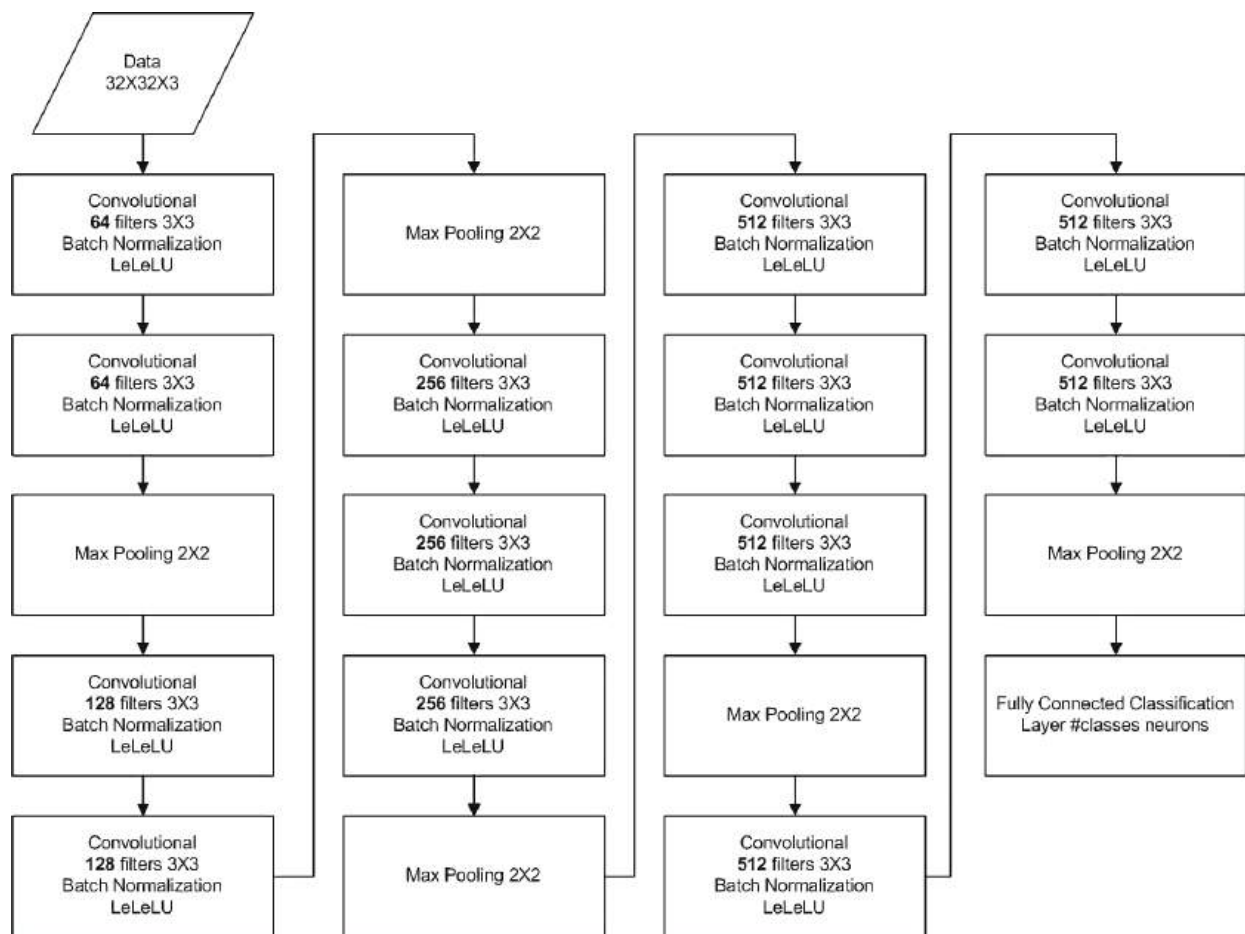 Data
32X32X3
Convolutional
64 filters 3X3
Batch Normalization
LeLeLU
Convolutional
64 filters 3X3
Batch Normalization
LeLeLU
Max Pooling 2X2
Convolutional
128 filters 3X3
Batch Normalization
LeLeLU
Convolutional
128 filters 3X3
Batch Normalization
LeLeLU
Max Pooling 2X2
Convolutional
256 filters 3X3
Batch Normalization
LeLeLU
Convolutional
256 filters 3X3
Batch Normalization
LeLeLU
Convolutional
256 filters 3X3
Batch Normalization
LeLeLU
Max Pooling 2X2
Convolutional
512 filters 3X3
Batch Normalization
LeLeLU
Convolutional
512 filters 3X3
Batch Normalization
LeLeLU
Convolutional
512 filters 3X3
Batch Normalization
LeLeLU
Max Pooling 2X2
Convolutional
512 filters 3X3
Batch Normalization
LeLeLU
Convolutional
512 filters 3X3
Batch Normalization
LeLeLU
Convolutional
512 filters 3X3
Batch Normalization
LeLeLU
Max Pooling 2X2
Fully Connected Classification
Layer #classes neurons